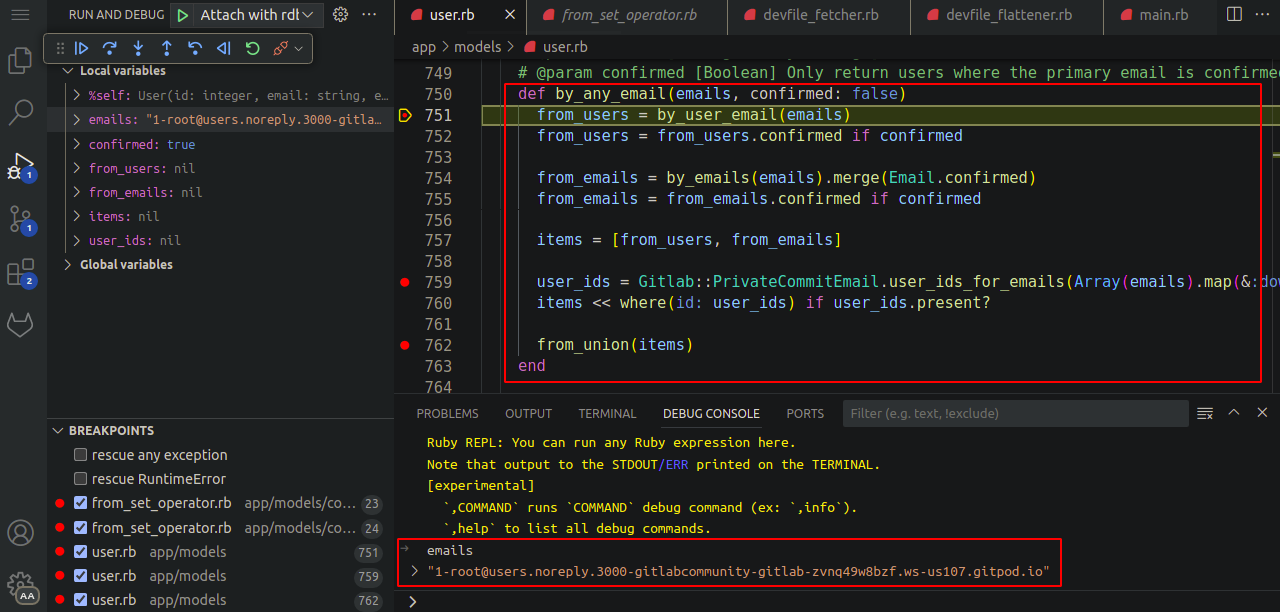 RUN AND DEBUG
Attach with rdb
user.rb
from_set_operator.rb
devfile_fetcher.rb
devfile_flattener.rb
main.rb
app > models > user.rb
Local variables
%self: User(id: integer, email: string, e…
emails: "1-root@users.noreply.3000-gitla…
confirmed: true
from_users: nil
from_emails: nil
items: nil
user_ids: nil
Global variables
749 # @param confirmed [Boolean] Only return users where the primary email is confirmed
750 def by_any_email(emails, confirmed: false)
751 from_users = by_user_email(emails)
752 from_users = from_users.confirmed if confirmed
753
754 from_emails = by_emails(emails).merge(Email.confirmed)
755 from_emails = from_emails.confirmed if confirmed
756
757 items = [from_users, from_emails]
758
759 user_ids = Gitlab::PrivateCommitEmail.user_ids_for_emails(Array(emails).map(&:dow
760 items << where(id: user_ids) if user_ids.present?
761
762 from_union(items)
763 end
764
BREAKPOINTS
rescue any exception
rescue RuntimeError
from_set_operator.rb app/models/co… 23
from_set_operator.rb app/models/co… 24
user.rb app/models 751
user.rb app/models 759
user.rb app/models 762
1
1
2
AA
PROBLEMS
OUTPUT
TERMINAL
DEBUG CONSOLE
PORTS
Filter (e.g. text, !exclude)
Ruby REPL: You can run any Ruby expression here.
Note that output to the STDOUT/ERR printed on the TERMINAL.
[experimental]
`,COMMAND` runs `COMMAND` debug command (ex: `,info`).
`,help` to list all debug commands.
emails
"1-root@users.noreply.3000-gitlabcommunity-gitlab-zvnq49w8bzf.ws-us107.gitpod.io"